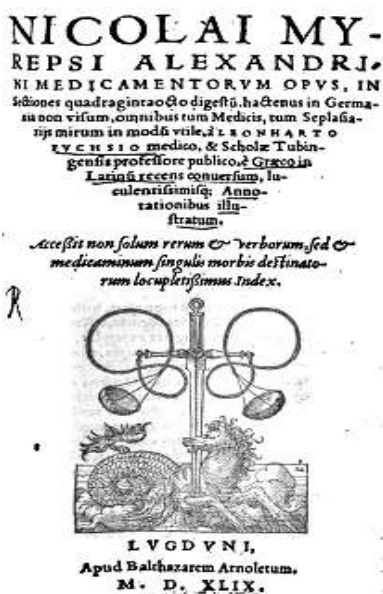 NICOLAI MY-
REPSI ALEXANDRI-
NI MEDICAMENTORVM OPVS, IN
Sectiones quadragintaocto digestũ, hactenus in Germa-
nia non visum, omnibus tum Medicis, tum Seplasia-
rijs mirum in modũ vtile, à LEONHARTO
FVCHSIO medico, & Scholæ Tubin-
gensis professore publico, è Græco in
Latinũ recens conuersum, lu-
culentissimisq; Anno-
tationibus illu-
stratum.
Accessit non solum rerum & verborum, sed &
medicaminum singulis morbis destinato-
rum locupletissimus Index.
R
LVGDVNI,
Apud Balthazarem Arnoletum.
M. D. XLIX.